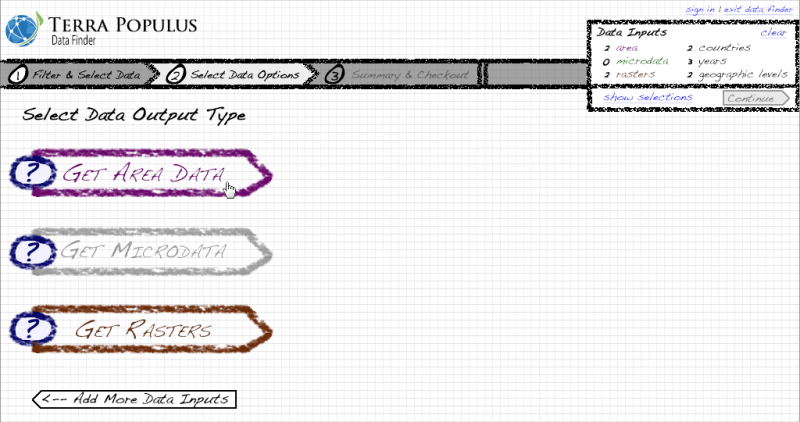 sign in | exit data finder
TERRA POPULUS
Data Finder
Data Inputs clear
2 area 2 countries
0 microdata 3 years
2 rasters 2 geographic levels
show selections Continue
1 Filter & Select Data 2 Select Data Options 3 Summary & Checkout
Select Data Output Type
? GET AREA DATA
? GET MICRODATA
? GET RASTERS
<-- Add More Data Inputs